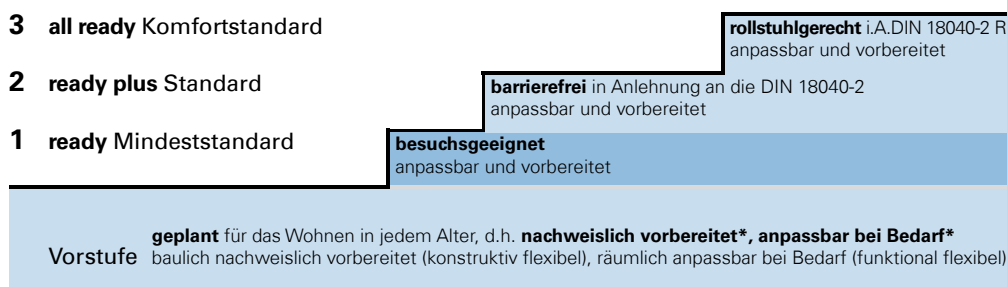 3 all ready Komfortstandard
rollstuhlgerecht i.A.DIN 18040-2 R
anpassbar und vorbereitet
2 ready plus Standard
barrierefrei in Anlehnung an die DIN 18040-2
anpassbar und vorbereitet
1 ready Mindeststandard
besuchsgeeignet
anpassbar und vorbereitet
geplant für das Wohnen in jedem Alter, d.h. nachweislich vorbereitet*, anpassbar bei Bedarf*
Vorstufe baulich nachweislich vorbereitet (konstruktiv flexibel), räumlich anpassbar bei Bedarf (funktional flexibel)